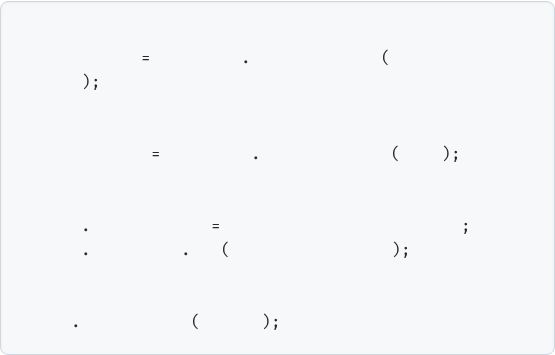 = . (
);
= . ( );
. = ;
. . ( );
. ( );